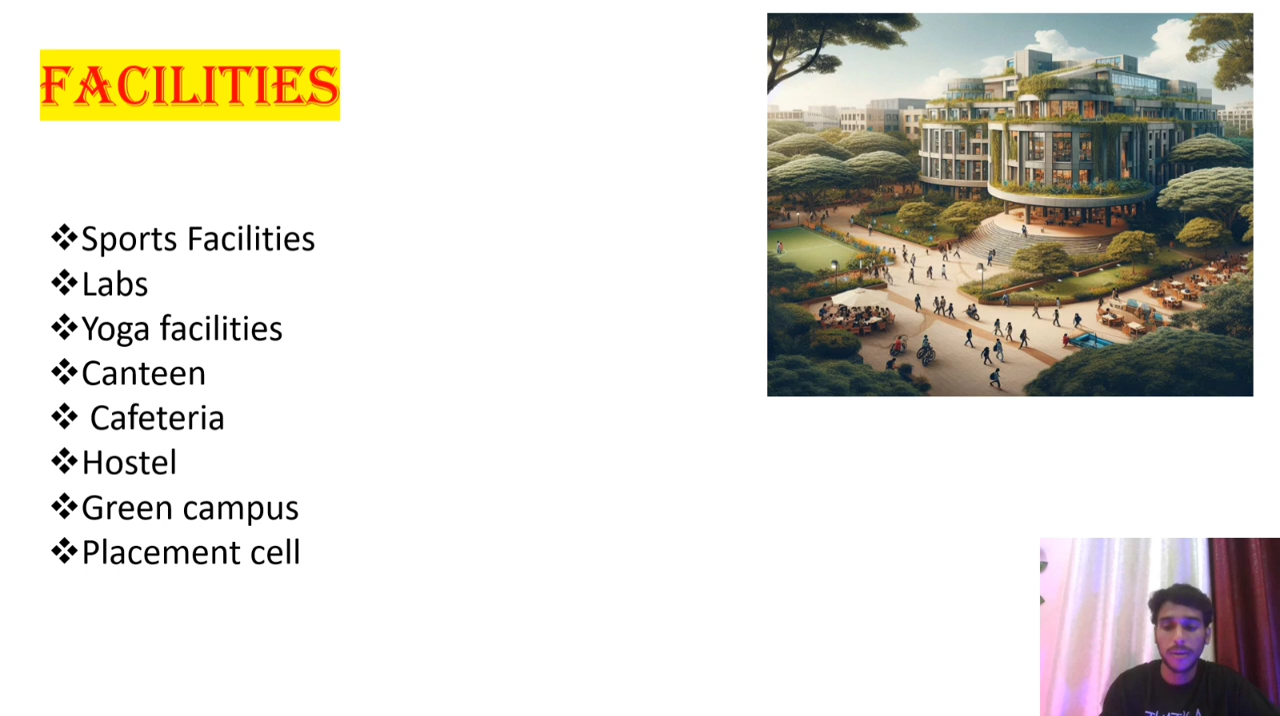 FACILITIES
❖Sports Facilities
❖Labs
❖Yoga facilities
❖Canteen
❖ Cafeteria
❖Hostel
❖Green campus
❖Placement cell